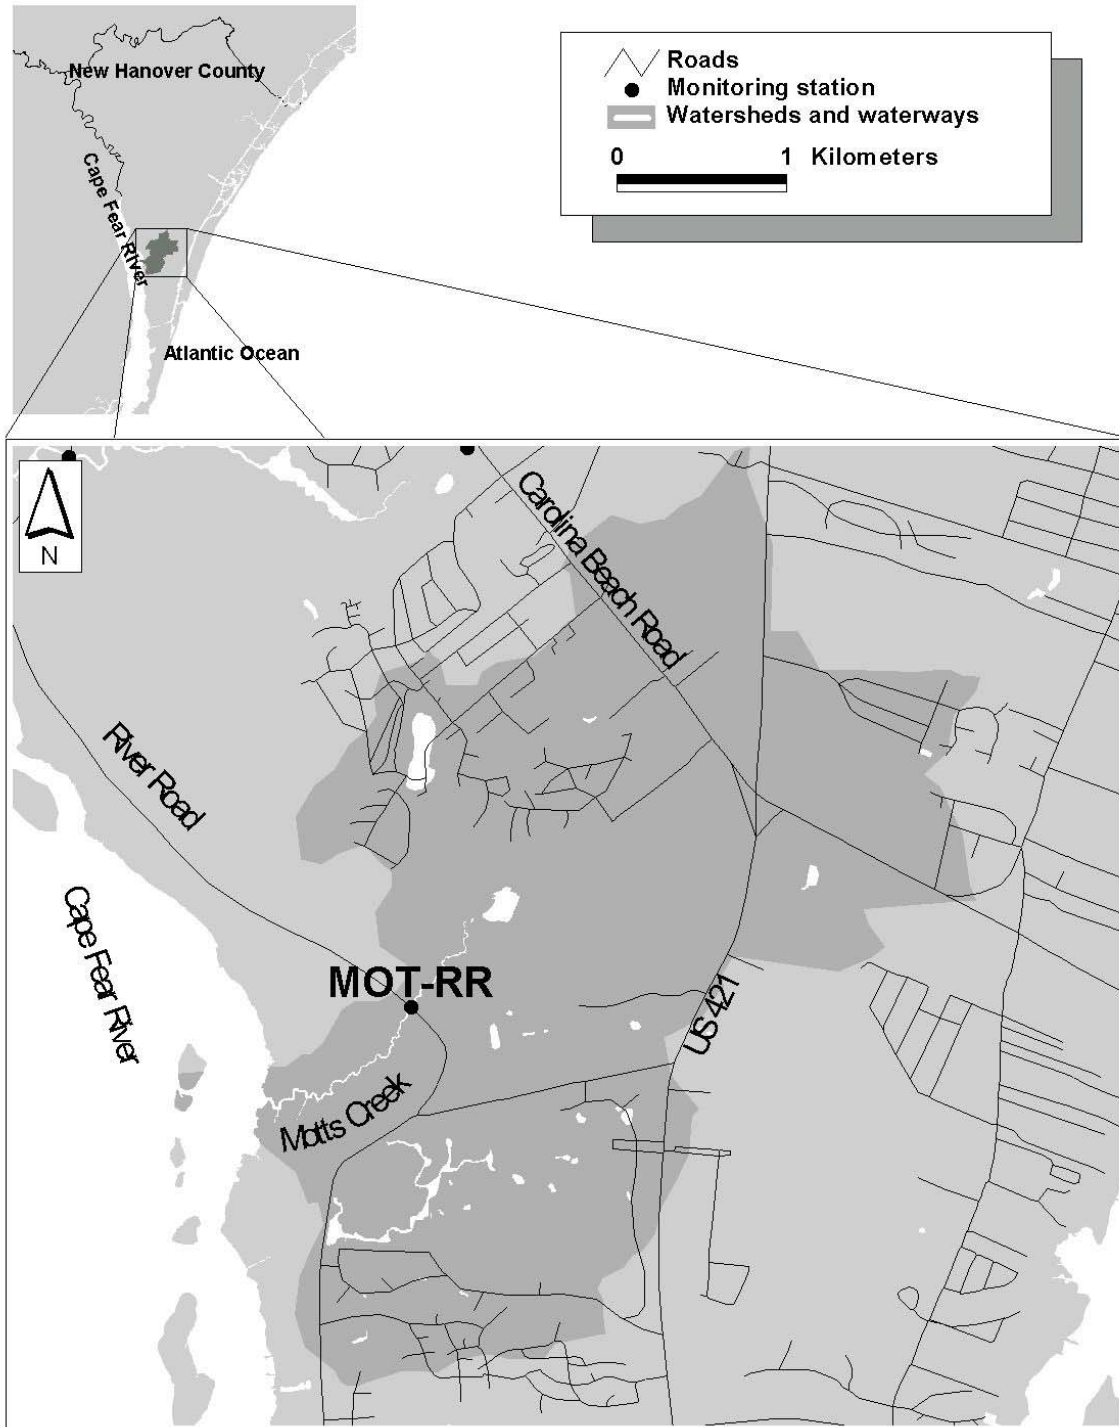 New Hanover County
Cape Fear River
Atlantic Ocean
Roads
Monitoring station
Watersheds and waterways
0 1 Kilometers
N
Carolina Beach Road
River Road
Cape Fear River
MOT-RR
US 421
Motts Creek